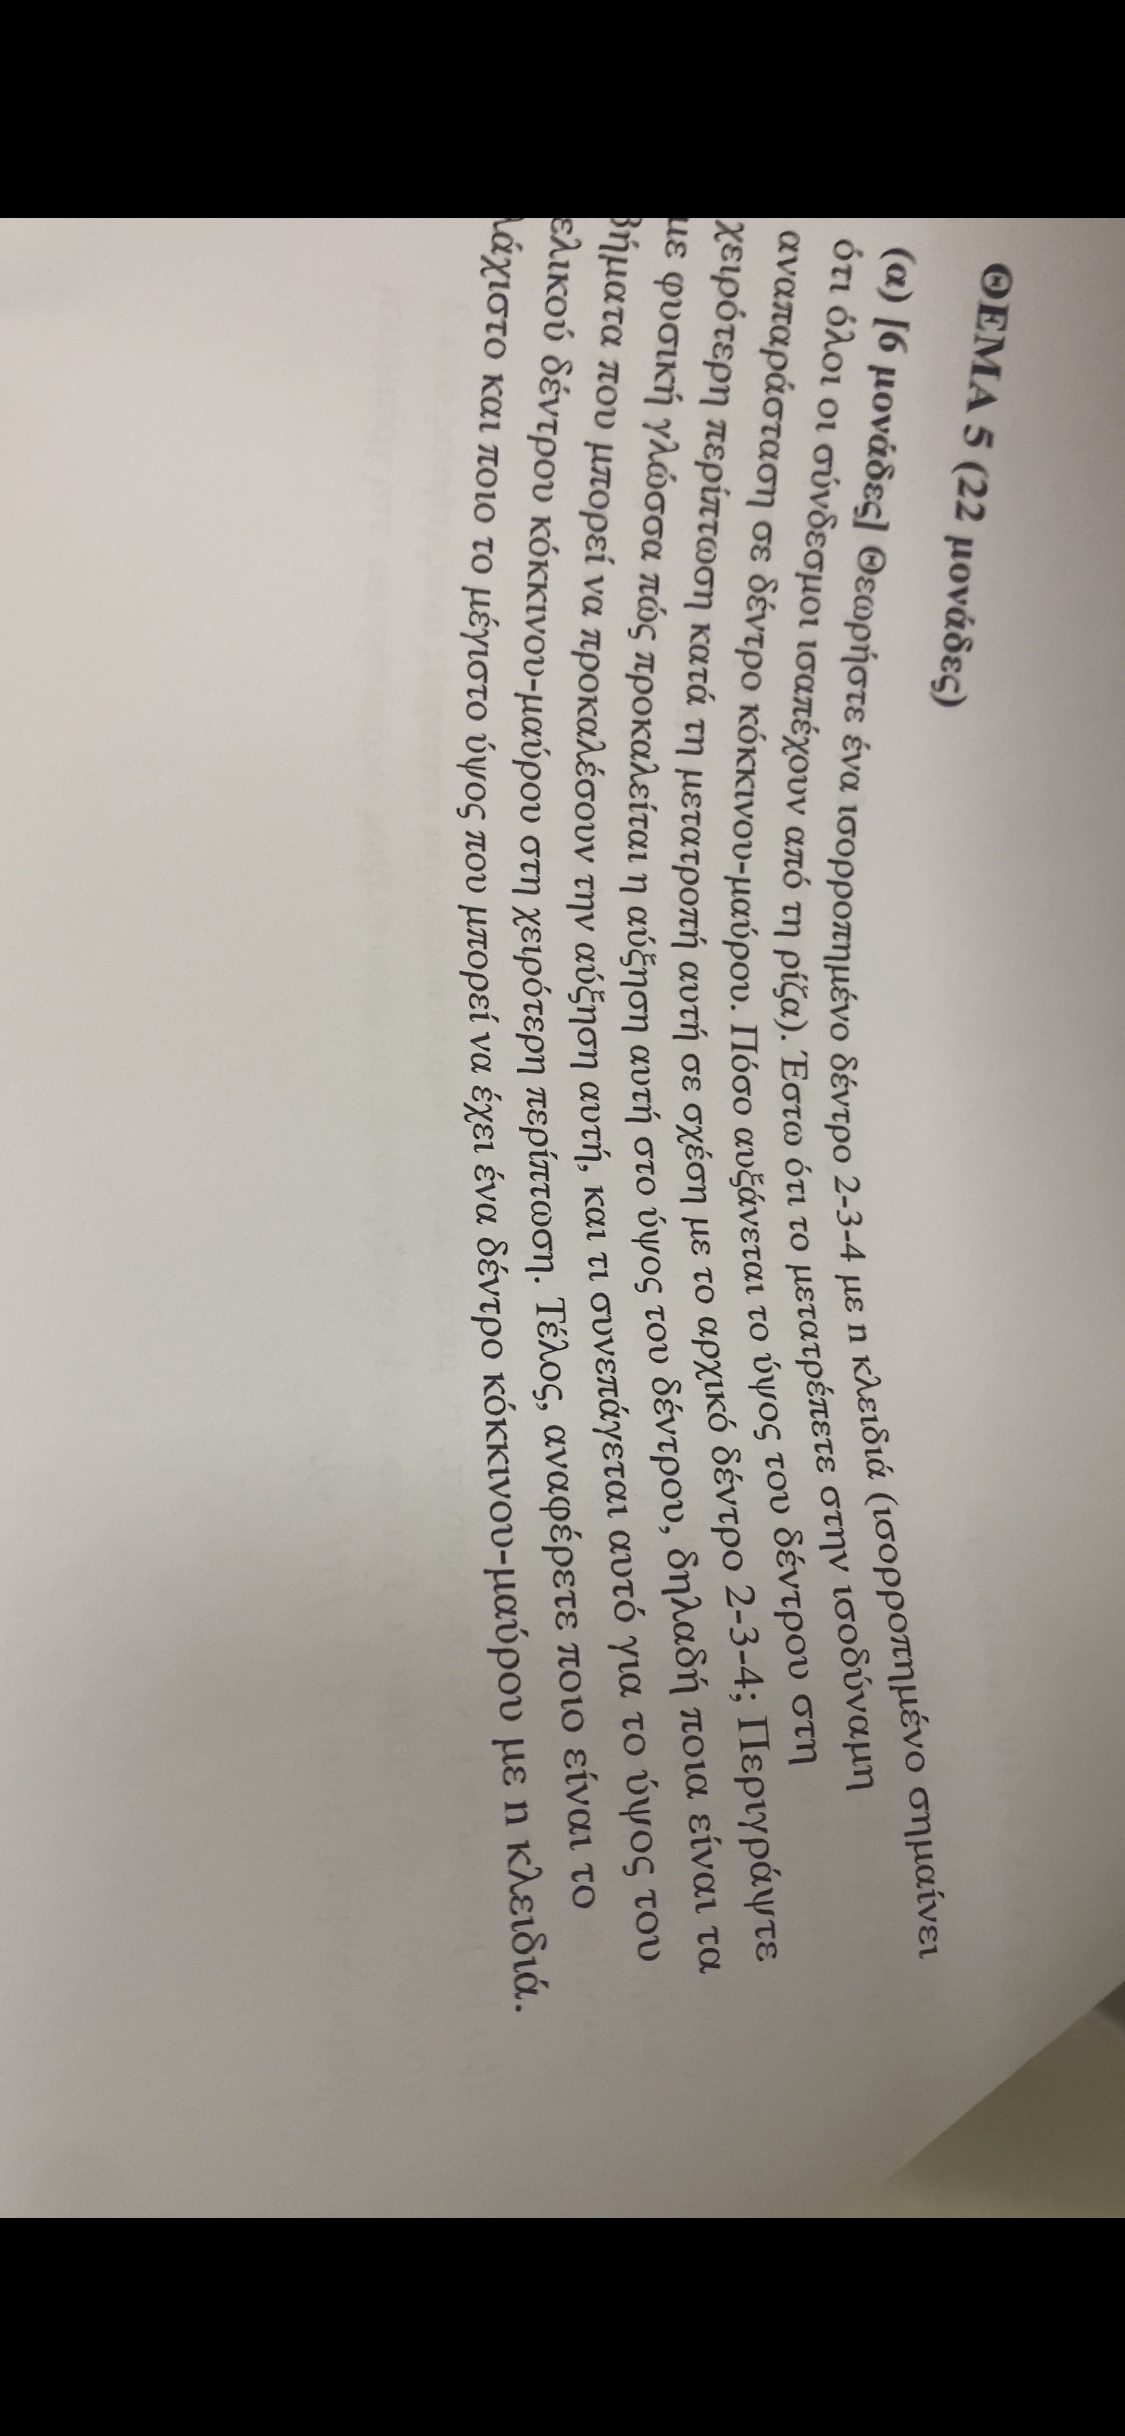 ΘΕΜΑ 5 (22 μονάδες)
(α) [6 μονάδες] Θεωρήστε ένα ισορροπημένο δέντρο 2-3-4 με n κλειδιά (ισορροπημένο σημαίνει
ότι όλοι οι σύνδεσμοι ισαπέχουν από τη ρίζα). Έστω ότι το μετατρέπετε στην ισοδύναμη
αναπαράσταση σε δέντρο κόκκινου-μαύρου. Πόσο αυξάνεται το ύψος του δέντρου στη
χειρότερη περίπτωση κατά τη μετατροπή αυτή σε σχέση με το αρχικό δέντρο 2-3-4; Περιγράψτε
με φυσική γλώσσα πώς προκαλείται η αύξηση αυτή στο ύψος του δέντρου, δηλαδή ποια είναι τα
βήματα που μπορεί να προκαλέσουν την αύξηση αυτή, και τι συνεπάγεται αυτό για το ύψος του
ελικού δέντρου κόκκινου-μαύρου στη χειρότερη περίπτωση. Τέλος, αναφέρετε ποιο είναι το
λάχιστο και ποιο το μέγιστο ύψος που μπορεί να έχει ένα δέντρο κόκκινου-μαύρου με n κλειδιά.